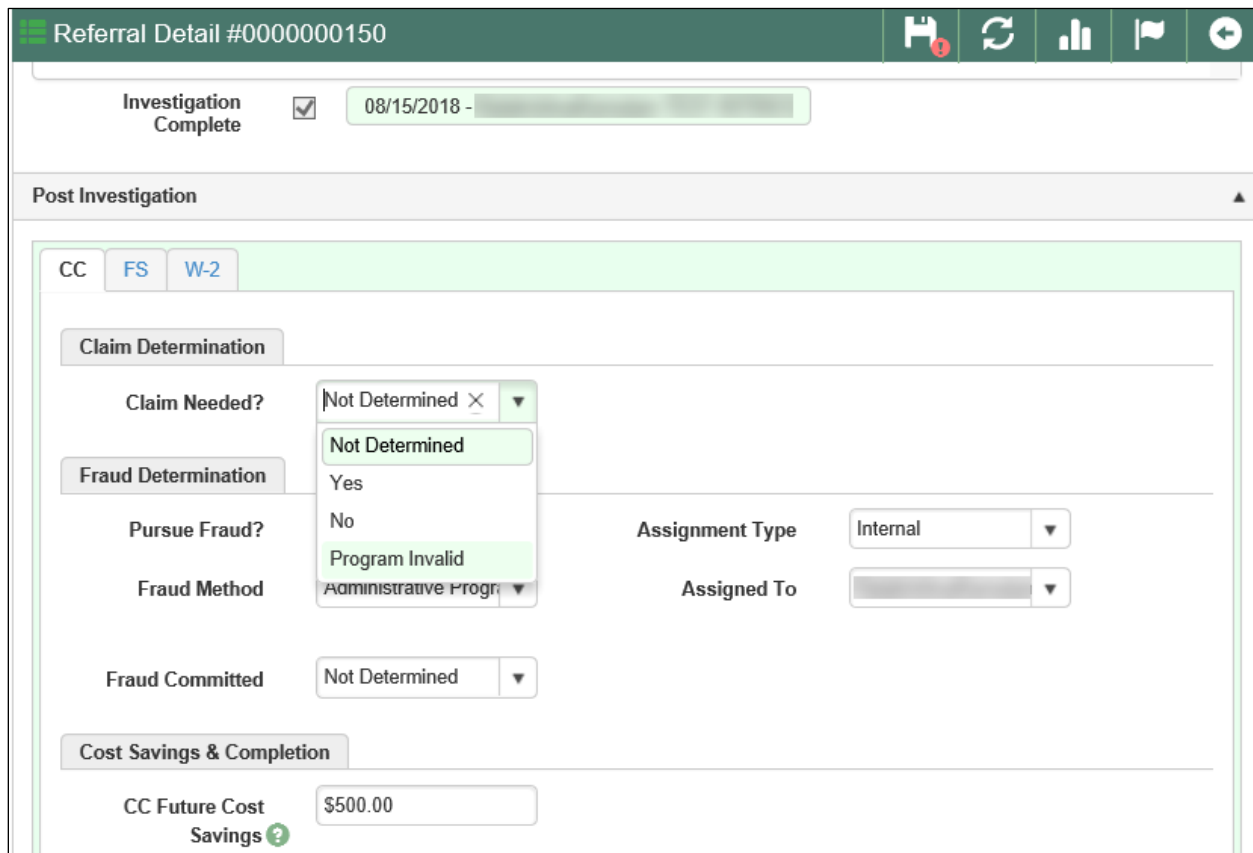 Referral Detail #0000000150
Investigation
Complete
08/15/2018 -
Post Investigation
CC FS W-2
Claim Determination
Claim Needed? Not Determined
Not Determined
Yes
No
Program Invalid
Fraud Determination
Pursue Fraud? Assignment Type Internal
Fraud Method Administrative Progr Assigned To
Fraud Committed Not Determined
Cost Savings & Completion
CC Future Cost
Savings
$500.00